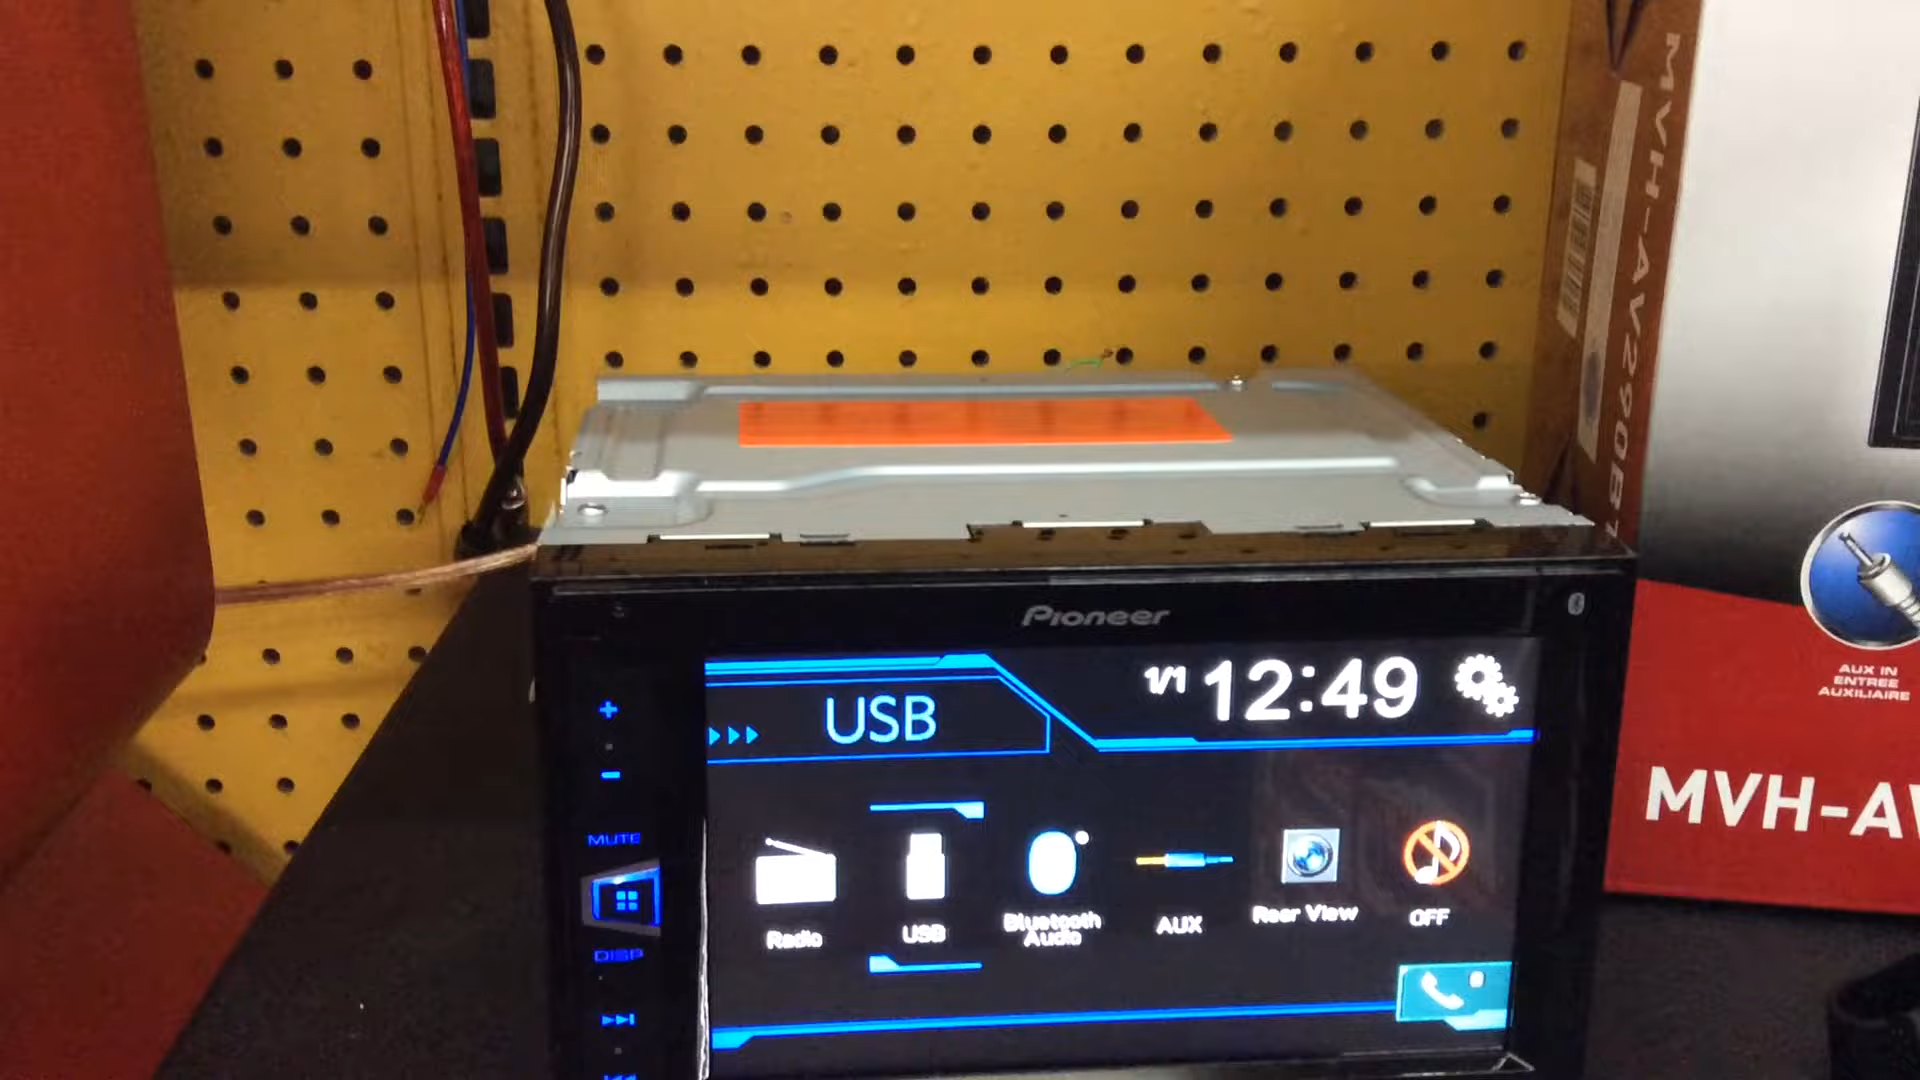 MVH-AV290BT
Pioneer
USB
1/1 12:49
MUTE
DISP
Radio
USB
Bluetooth
Audio
AUX
Rear View
OFF
AUX IN
ENTREE
AUXILIAIRE
MVH-AV